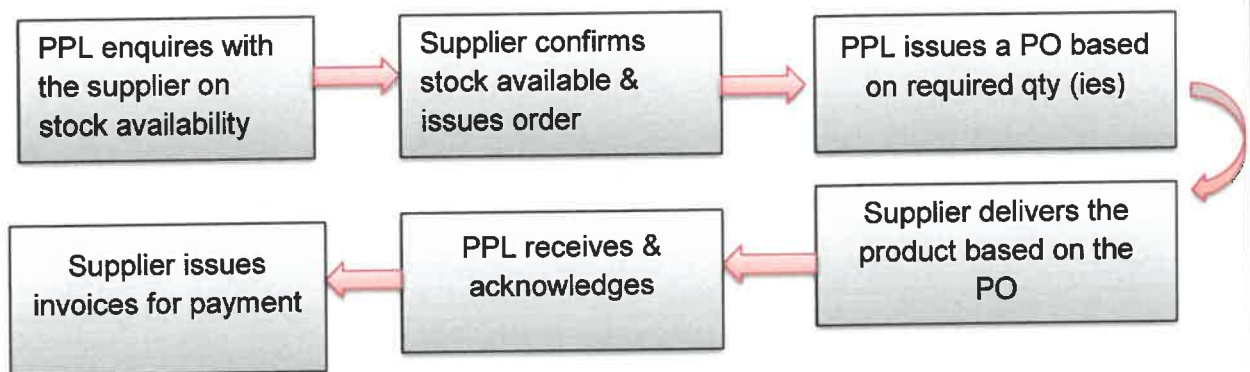 PPL enquires with
the supplier on
stock availability
Supplier confirms
stock available &
issues order
PPL issues a PO based
on required qty (ies)
Supplier delivers the
product based on the
PO
PPL receives &
acknowledges
Supplier issues
invoices for payment